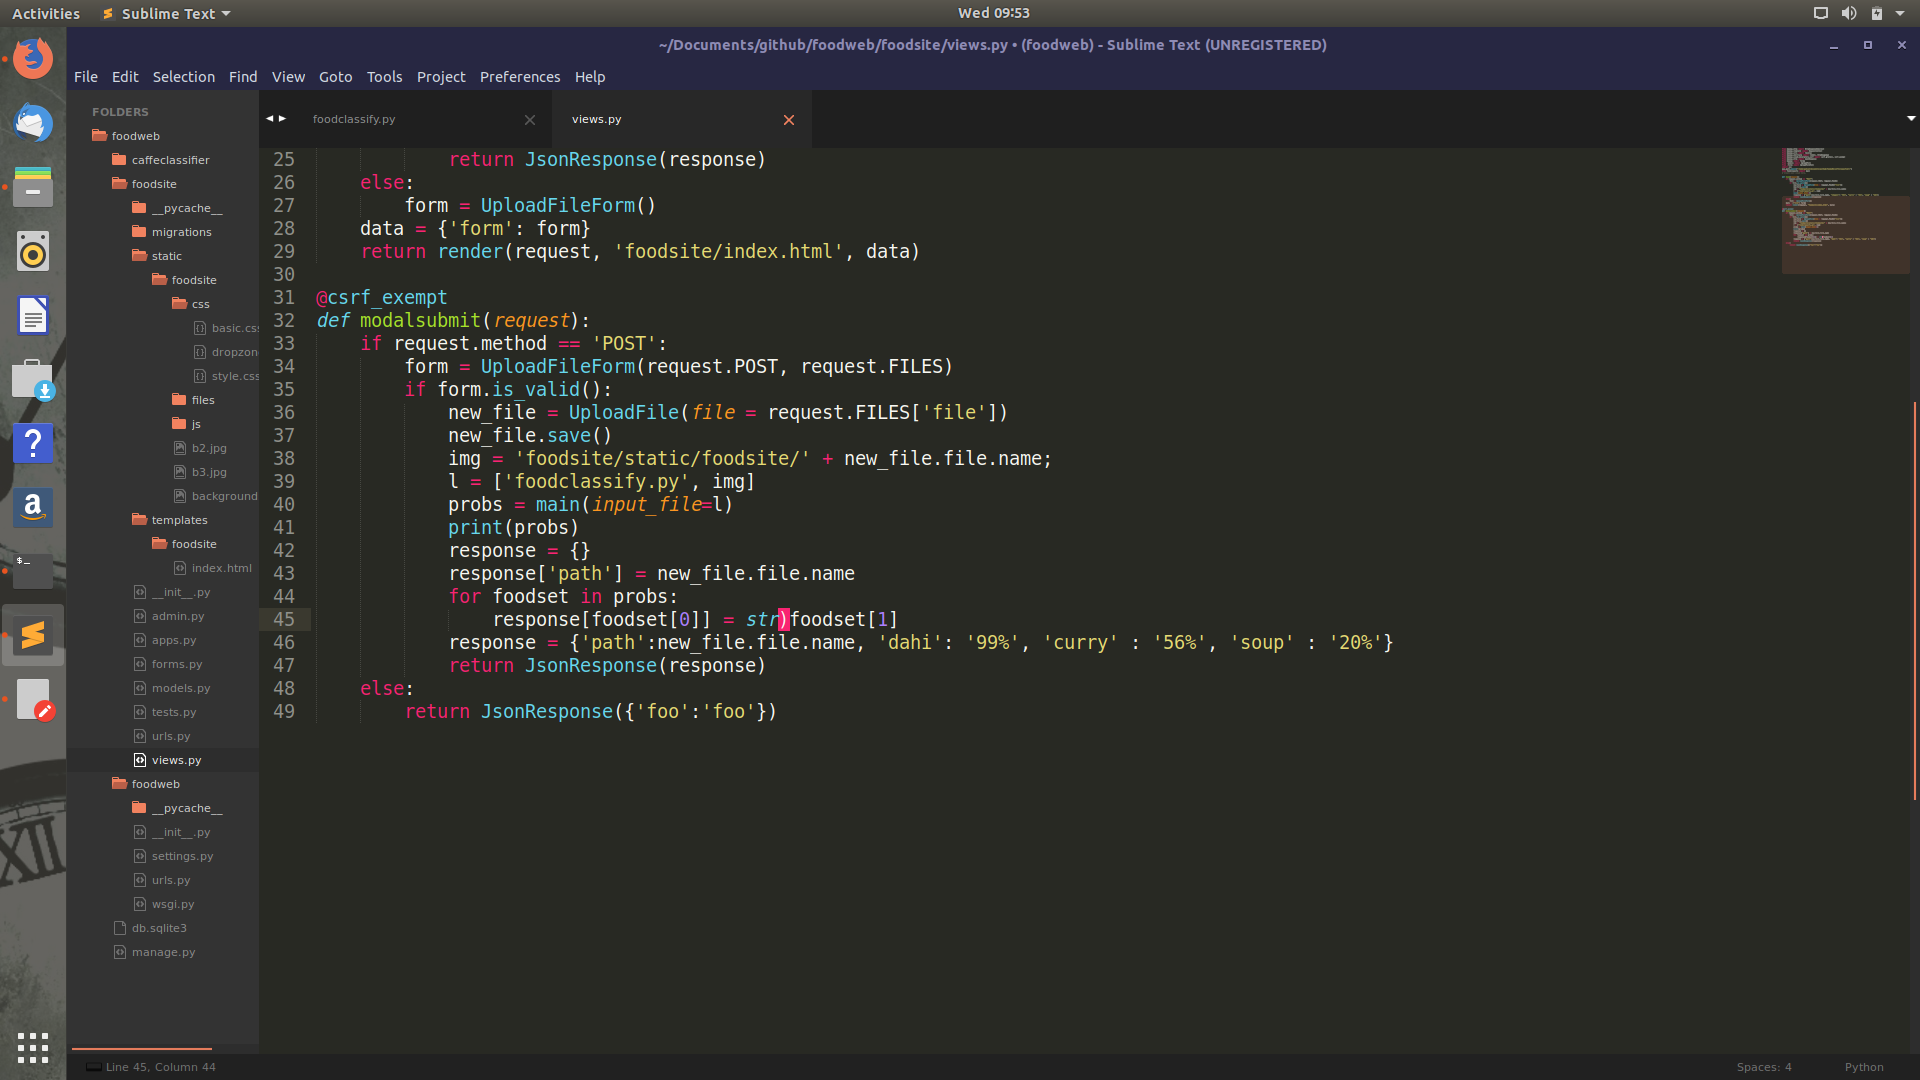 Activities
Sublime Text
Wed 09:53
~/Documents/github/foodweb/foodsite/views.py • (foodweb) - Sublime Text (UNREGISTERED)
File Edit Selection Find View Goto Tools Project Preferences Help
FOLDERS
foodweb
caffeclassifier
foodsite
__pycache__
migrations
static
foodsite
css
basic.css
dropzon
style.css
files
js
b2.jpg
b3.jpg
background
templates
foodsite
index.html
__init__.py
admin.py
apps.py
forms.py
models.py
tests.py
urls.py
views.py
foodweb
__pycache__
__init__.py
settings.py
urls.py
wsgi.py
db.sqlite3
manage.py
foodclassify.py
views.py
25             return JsonResponse(response)
26     else:
27         form = UploadFileForm()
28     data = {'form': form}
29     return render(request, 'foodsite/index.html', data)
30
31 @csrf_exempt
32 def modalsubmit(request):
33     if request.method == 'POST':
34         form = UploadFileForm(request.POST, request.FILES)
35         if form.is_valid():
36             new_file = UploadFile(file = request.FILES['file'])
37             new_file.save()
38             img = 'foodsite/static/foodsite/' + new_file.file.name;
39             l = ['foodclassify.py', img]
40             probs = main(input_file=l)
41             print(probs)
42             response = {}
43             response['path'] = new_file.file.name
44             for foodset in probs:
45                 response[foodset[0]] = str)foodset[1]
46             response = {'path':new_file.file.name, 'dahi': '99%', 'curry' : '56%', 'soup' : '20%'}
47             return JsonResponse(response)
48     else:
49         return JsonResponse({'foo':'foo'})
Line 45, Column 44
Spaces: 4
Python